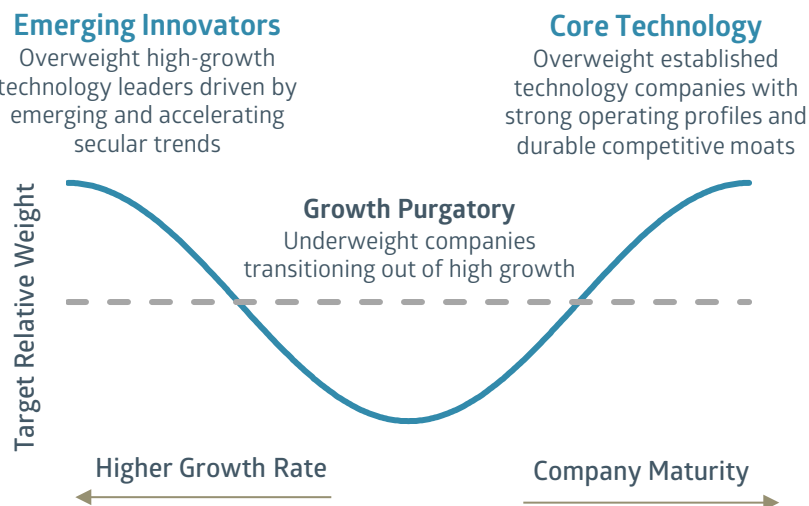 Emerging Innovators
Overweight high-growth
technology leaders driven by
emerging and accelerating
secular trends
Core Technology
Overweight established
technology companies with
strong operating profiles and
durable competitive moats
Growth Purgatory
Underweight companies
transitioning out of high growth
Target Relative Weight
Higher Growth Rate
Company Maturity